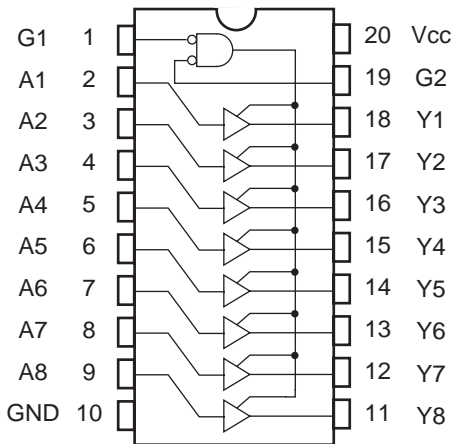 G1 1 20 Vcc
A1 2 19 G2
A2 3 18 Y1
A3 4 17 Y2
A4 5 16 Y3
A5 6 15 Y4
A6 7 14 Y5
A7 8 13 Y6
A8 9 12 Y7
GND 10 11 Y8